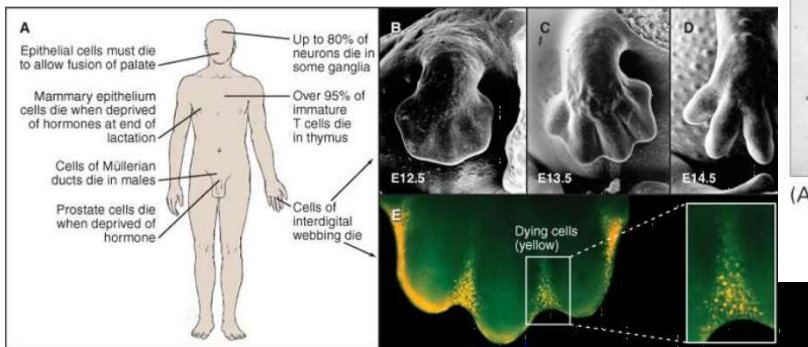 A
Epithelial cells must die
to allow fusion of palate
Mammary epithelium
cells die when deprived
of hormones at end of
lactation
Cells of Müllerian
ducts die in males
Prostate cells die
when deprived of
hormone
Up to 80% of
neurons die in
some ganglia
Over 95% of
immature
T cells die
in thymus
Cells of
interdigital
webbing die
B
E12.5
C
E13.5
D
E14.5
E
Dying cells
(yellow)
(A